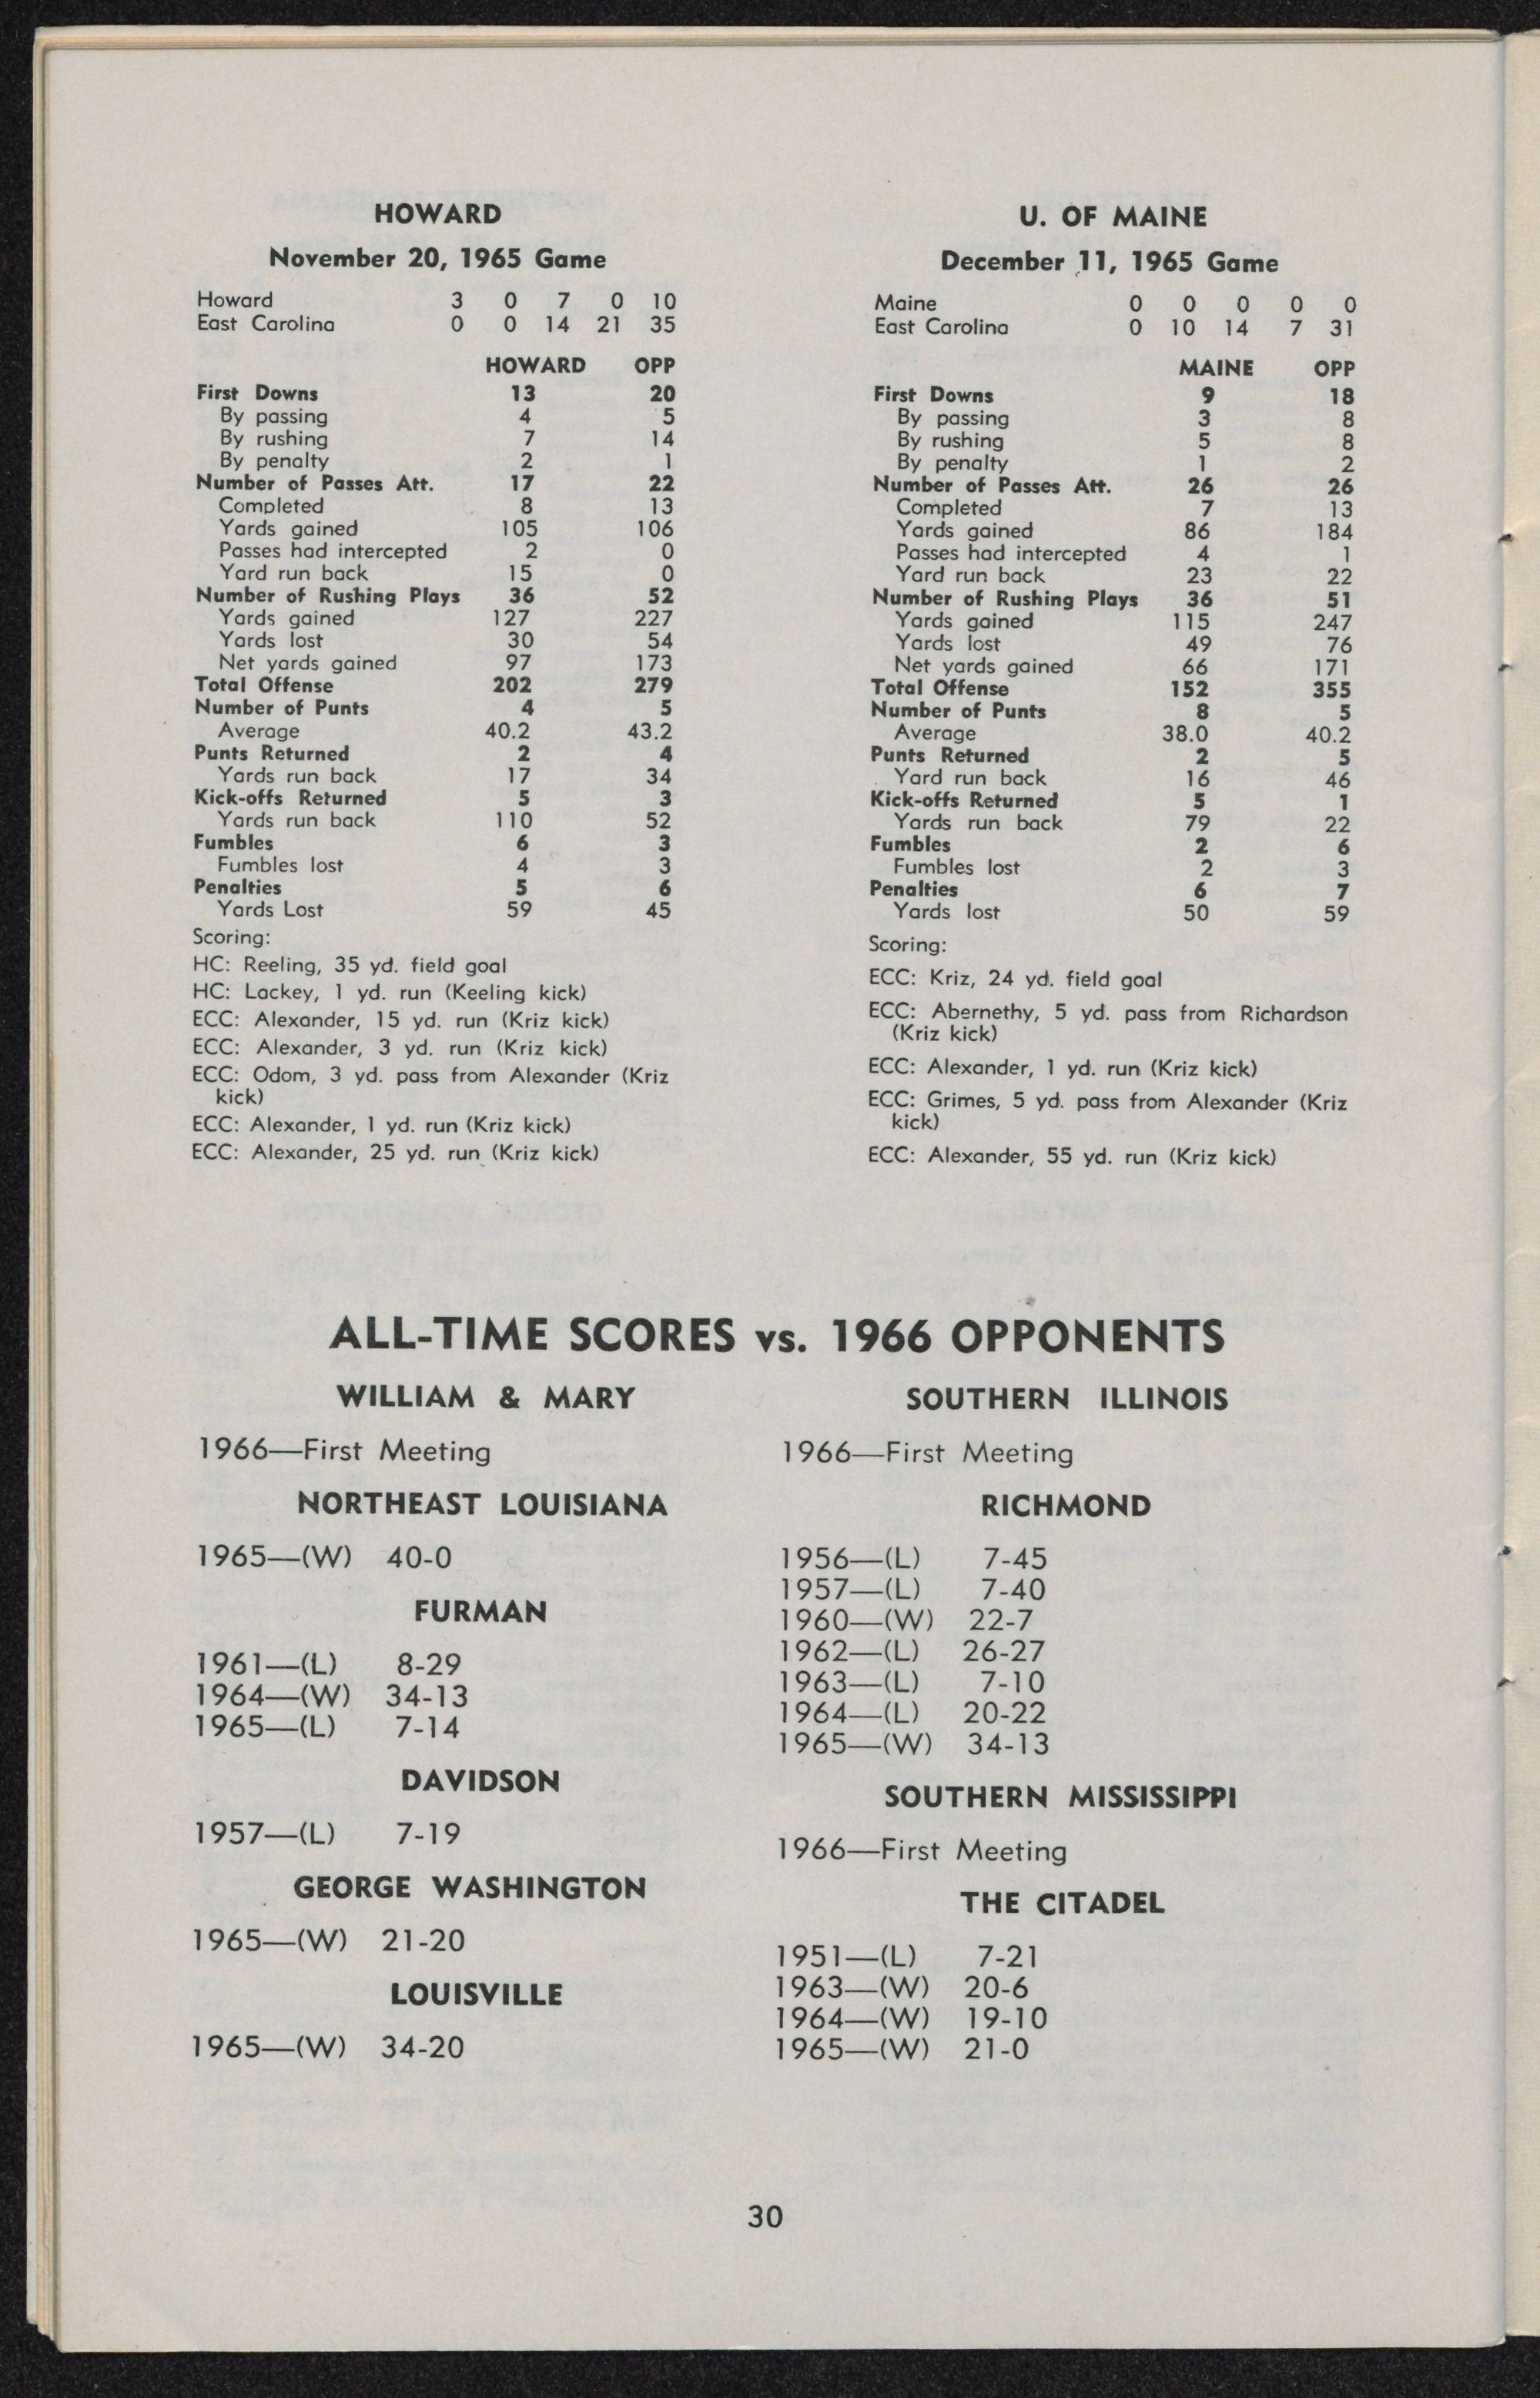 HOWARD
November 20, 1965 Game
Howard 3 0 7 0 10
East Carolina 0 0 14 21 35
HOWARD OPP
First Downs 13 20
By passing 4 5
By rushing 7 14
By penalty 2 1
Number of Passes Att. 17 22
Completed 8 13
Yards gained 105 106
Passes had intercepted 2 0
Yard run back 15 0
Number of Rushing Plays 36 52
Yards gained 127 227
Yards lost 30 54
Net yards gained 97 173
Total Offense 202 279
Number of Punts 4 5
Average 40.2 43.2
Punts Returned 2 4
Yards run back 17 34
Kick-offs Returned 5 3
Yards run back 110 52
Fumbles 6 3
Fumbles lost 4 3
Penalties 5 6
Yards Lost 59 45
Scoring:
HC: Reeling, 35 yd. field goal
HC: Lackey, 1 yd. run (Keeling kick)
ECC: Alexander, 15 yd. run (Kriz kick)
ECC: Alexander, 3 yd. run (Kriz kick)
ECC: Odom, 3 yd. pass from Alexander (Kriz
kick)
ECC: Alexander, 1 yd. run (Kriz kick)
ECC: Alexander, 25 yd. run (Kriz kick)
U. OF MAINE
December 11, 1965 Game
Maine 0 0 0 0 0
East Carolina 0 10 14 7 31
MAINE OPP
First Downs 9 18
By passing 3 8
By rushing 5 8
By penalty 1 2
Number of Passes Att. 26 26
Completed 7 13
Yards gained 86 184
Passes had intercepted 4 1
Yard run back 23 22
Number of Rushing Plays 36 51
Yards gained 115 247
Yards lost 49 76
Net yards gained 66 171
Total Offense 152 355
Number of Punts 8 5
Average 38.0 40.2
Punts Returned 2 5
Yard run back 16 46
Kick-offs Returned 5 1
Yards run back 79 22
Fumbles 2 6
Fumbles lost 2 3
Penalties 6 7
Yards lost 50 59
Scoring:
ECC: Kriz, 24 yd. field goal
ECC: Abernethy, 5 yd. pass from Richardson
(Kriz kick)
ECC: Alexander, 1 yd. run (Kriz kick)
ECC: Grimes, 5 yd. pass from Alexander (Kriz
kick)
ECC: Alexander, 55 yd. run (Kriz kick)
ALL-TIME SCORES vs. 1966 OPPONENTS
WILLIAM & MARY
1966—First Meeting
NORTHEAST LOUISIANA
1965—(W) 40-0
FURMAN
1961—(L) 8-29
1964—(W) 34-13
1965—(L) 7-14
DAVIDSON
1957—(L) 7-19
GEORGE WASHINGTON
1965—(W) 21-20
LOUISVILLE
1965—(W) 34-20
SOUTHERN ILLINOIS
1966—First Meeting
RICHMOND
1956—(L) 7-45
1957—(L) 7-40
1960—(W) 22-7
1962—(L) 26-27
1963—(L) 7-10
1964—(L) 20-22
1965—(W) 34-13
SOUTHERN MISSISSIPPI
1966—First Meeting
THE CITADEL
1951—(L) 7-21
1963—(W) 20-6
1964—(W) 19-10
1965—(W) 21-0
30